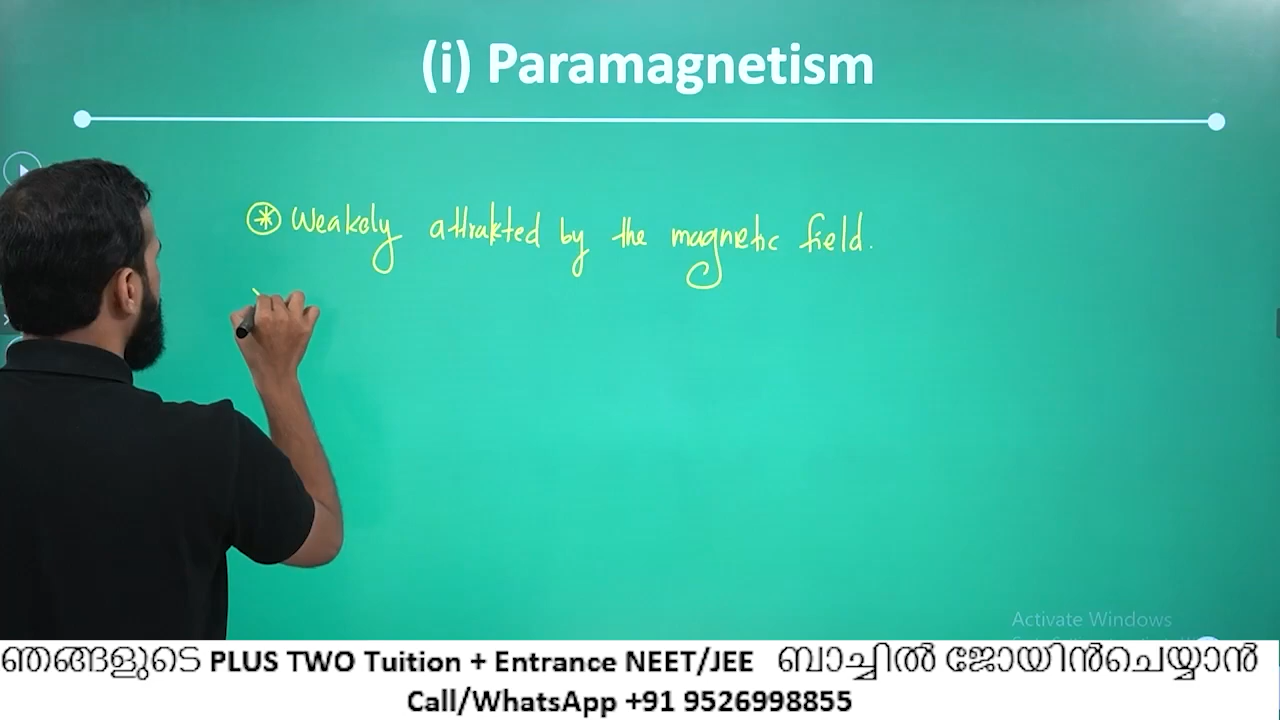 (i) Paramagnetism
Weakely attrakted by the magnetic field.
Activate Windows
ഞങ്ങളുടെ PLUS TWO Tuition + Entrance NEET/JEE ബാച്ചിൽ ജോയിൻചെയ്യാൻ
Call/WhatsApp +91 9526998855